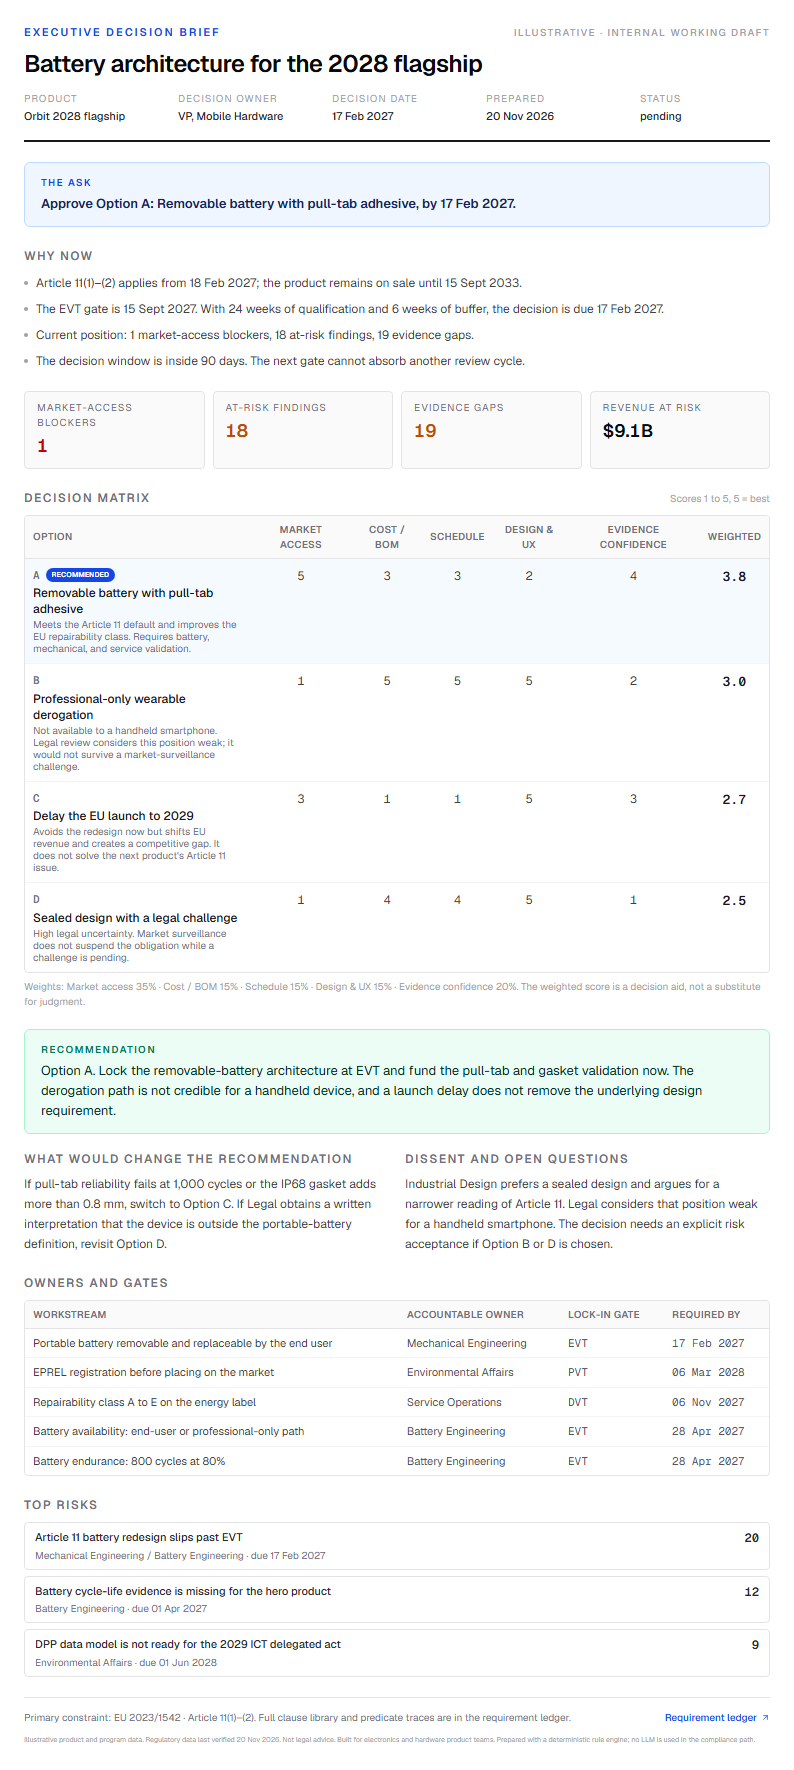 EXECUTIVE DECISION BRIEF
ILLUSTRATIVE · INTERNAL WORKING DRAFT
Battery architecture for the 2028 flagship
PRODUCT
Orbit 2028 flagship
DECISION OWNER
VP, Mobile Hardware
DECISION DATE
17 Feb 2027
PREPARED
20 Nov 2026
STATUS
pending
THE ASK
Approve Option A: Removable battery with pull-tab adhesive, by 17 Feb 2027.
WHY NOW
Article 11(1)–(2) applies from 18 Feb 2027; the product remains on sale until 15 Sept 2033.
The EVT gate is 15 Sept 2027. With 24 weeks of qualification and 6 weeks of buffer, the decision is due 17 Feb 2027.
Current position: 1 market-access blockers, 18 at-risk findings, 19 evidence gaps.
The decision window is inside 90 days. The next gate cannot absorb another review cycle.
MARKET-ACCESS
BLOCKERS
1
AT-RISK FINDINGS
18
EVIDENCE GAPS
19
REVENUE AT RISK
$9.1B
DECISION MATRIX
Scores 1 to 5, 5 = best
OPTION
MARKET
ACCESS
COST /
BOM
SCHEDULE
DESIGN &
UX
EVIDENCE
CONFIDENCE
WEIGHTED
A RECOMMENDED
Removable battery with pull-tab
adhesive
Meets the Article 11 default and improves the
EU repairability class. Requires battery,
mechanical, and service validation.
5 3 3 2 4 3.8
B
Professional-only wearable
derogation
Not available to a handheld smartphone.
Legal review considers this position weak; it
would not survive a market-surveillance
challenge.
1 5 5 5 2 3.0
C
Delay the EU launch to 2029
Avoids the redesign now but shifts EU
revenue and creates a competitive gap. It
does not solve the next product's Article 11
issue.
3 1 1 5 3 2.7
D
Sealed design with a legal challenge
High legal uncertainty. Market surveillance
does not suspend the obligation while a
challenge is pending.
1 4 4 5 1 2.5
Weights: Market access 35% · Cost / BOM 15% · Schedule 15% · Design & UX 15% · Evidence confidence 20%. The weighted score is a decision aid, not a substitute
for judgment.
RECOMMENDATION
Option A. Lock the removable-battery architecture at EVT and fund the pull-tab and gasket validation now. The
derogation path is not credible for a handheld device, and a launch delay does not remove the underlying design
requirement.
WHAT WOULD CHANGE THE RECOMMENDATION
If pull-tab reliability fails at 1,000 cycles or the IP68 gasket adds
more than 0.8 mm, switch to Option C. If Legal obtains a written
interpretation that the device is outside the portable-battery
definition, revisit Option D.
DISSENT AND OPEN QUESTIONS
Industrial Design prefers a sealed design and argues for a
narrower reading of Article 11. Legal considers that position weak
for a handheld smartphone. The decision needs an explicit risk
acceptance if Option B or D is chosen.
OWNERS AND GATES
WORKSTREAM ACCOUNTABLE OWNER LOCK-IN GATE REQUIRED BY
Portable battery removable and replaceable by the end user Mechanical Engineering EVT 17 Feb 2027
EPREL registration before placing on the market Environmental Affairs PVT 06 Mar 2028
Repairability class A to E on the energy label Service Operations DVT 06 Nov 2027
Battery availability: end-user or professional-only path Battery Engineering EVT 28 Apr 2027
Battery endurance: 800 cycles at 80% Battery Engineering EVT 28 Apr 2027
TOP RISKS
Article 11 battery redesign slips past EVT 20
Mechanical Engineering / Battery Engineering · due 17 Feb 2027
Battery cycle-life evidence is missing for the hero product 12
Battery Engineering · due 01 Apr 2027
DPP data model is not ready for the 2029 ICT delegated act 9
Environmental Affairs · due 01 Jun 2028
Primary constraint: EU 2023/1542 · Article 11(1)–(2). Full clause library and predicate traces are in the requirement ledger.
Requirement ledger ↗
Illustrative product and program data. Regulatory data last verified 20 Nov 2026. Not legal advice. Built for electronics and hardware product teams. Prepared with a deterministic rule engine; no LLM is used in the compliance path.